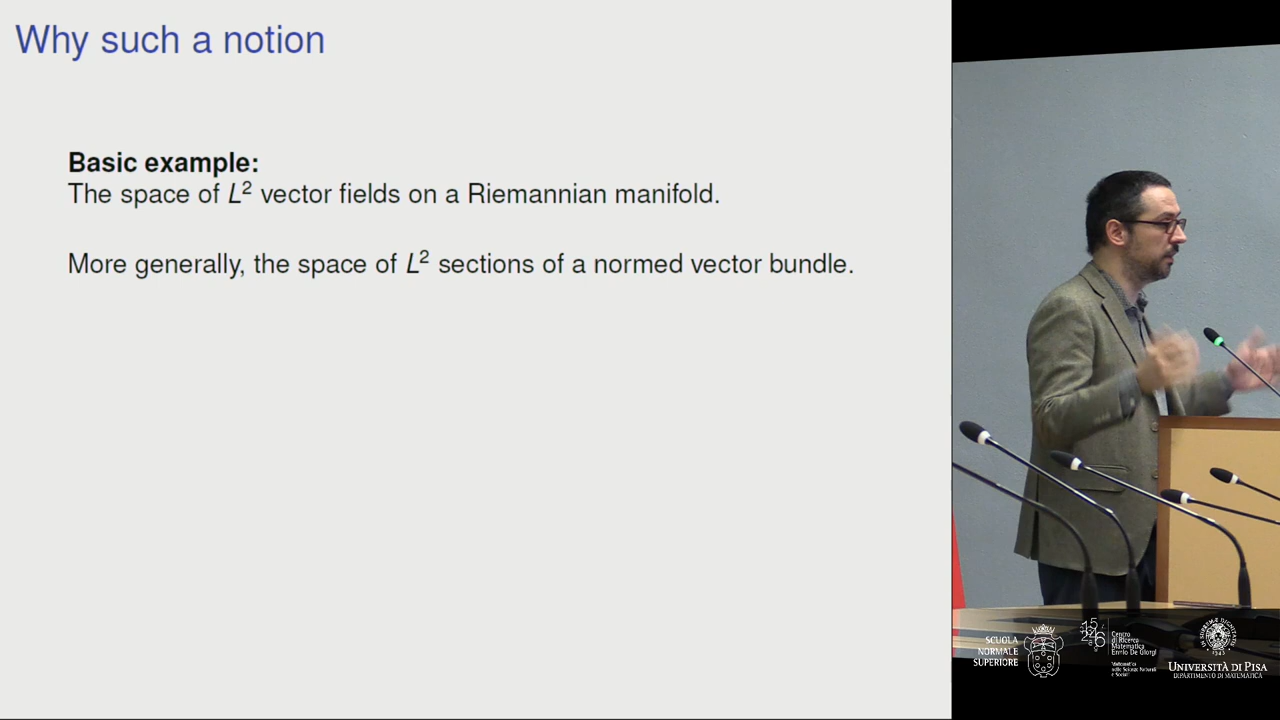 Why such a notion
Basic example:
The space of L² vector fields on a Riemannian manifold.
More generally, the space of L² sections of a normed vector bundle.
SCUOLA
NORMALE
SUPERIORE
Centro
di Ricerca
Matematica
Ennio De Giorgi
UNIVERSITÀ DI PISA
DIPARTIMENTO DI MATEMATICA